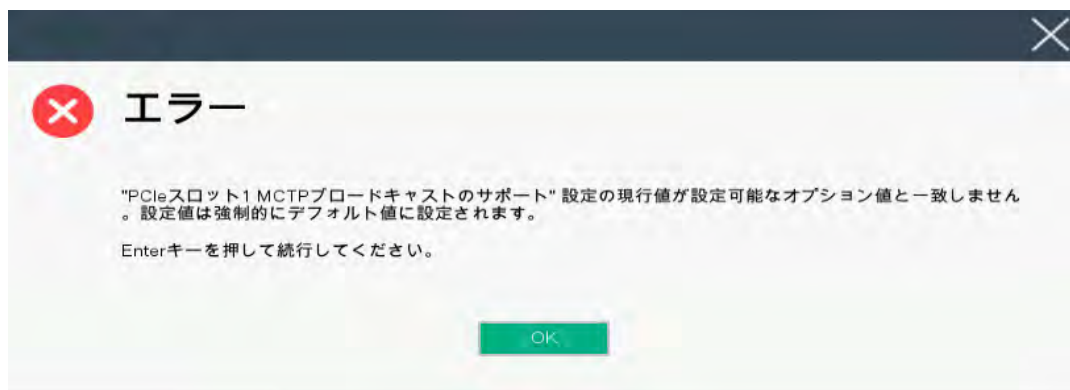 エラー
"PCIeスロット1 MCTPブロードキャストのサポート" 設定の現行値が設定可能なオプション値と一致しません
。設定値は強制的にデフォルト値に設定されます。
Enterキーを押して続行してください。
OK